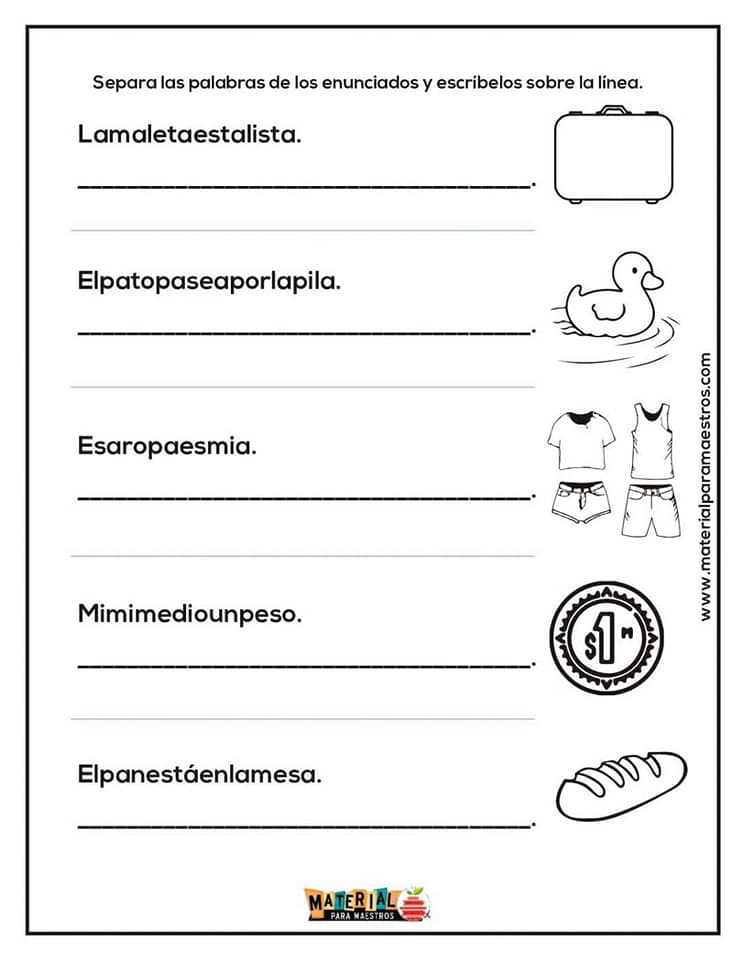 Separa las palabras de los enunciados y escríbelos sobre la línea.
Lamaletaestalista.
Elpatopaseaporlapila.
Esaropaesmia.
Mimimediounpeso.
$1 M
Elpanestáenlamesa.
www.materialparamaestros.com
MATERIAL
PARA MAESTROS